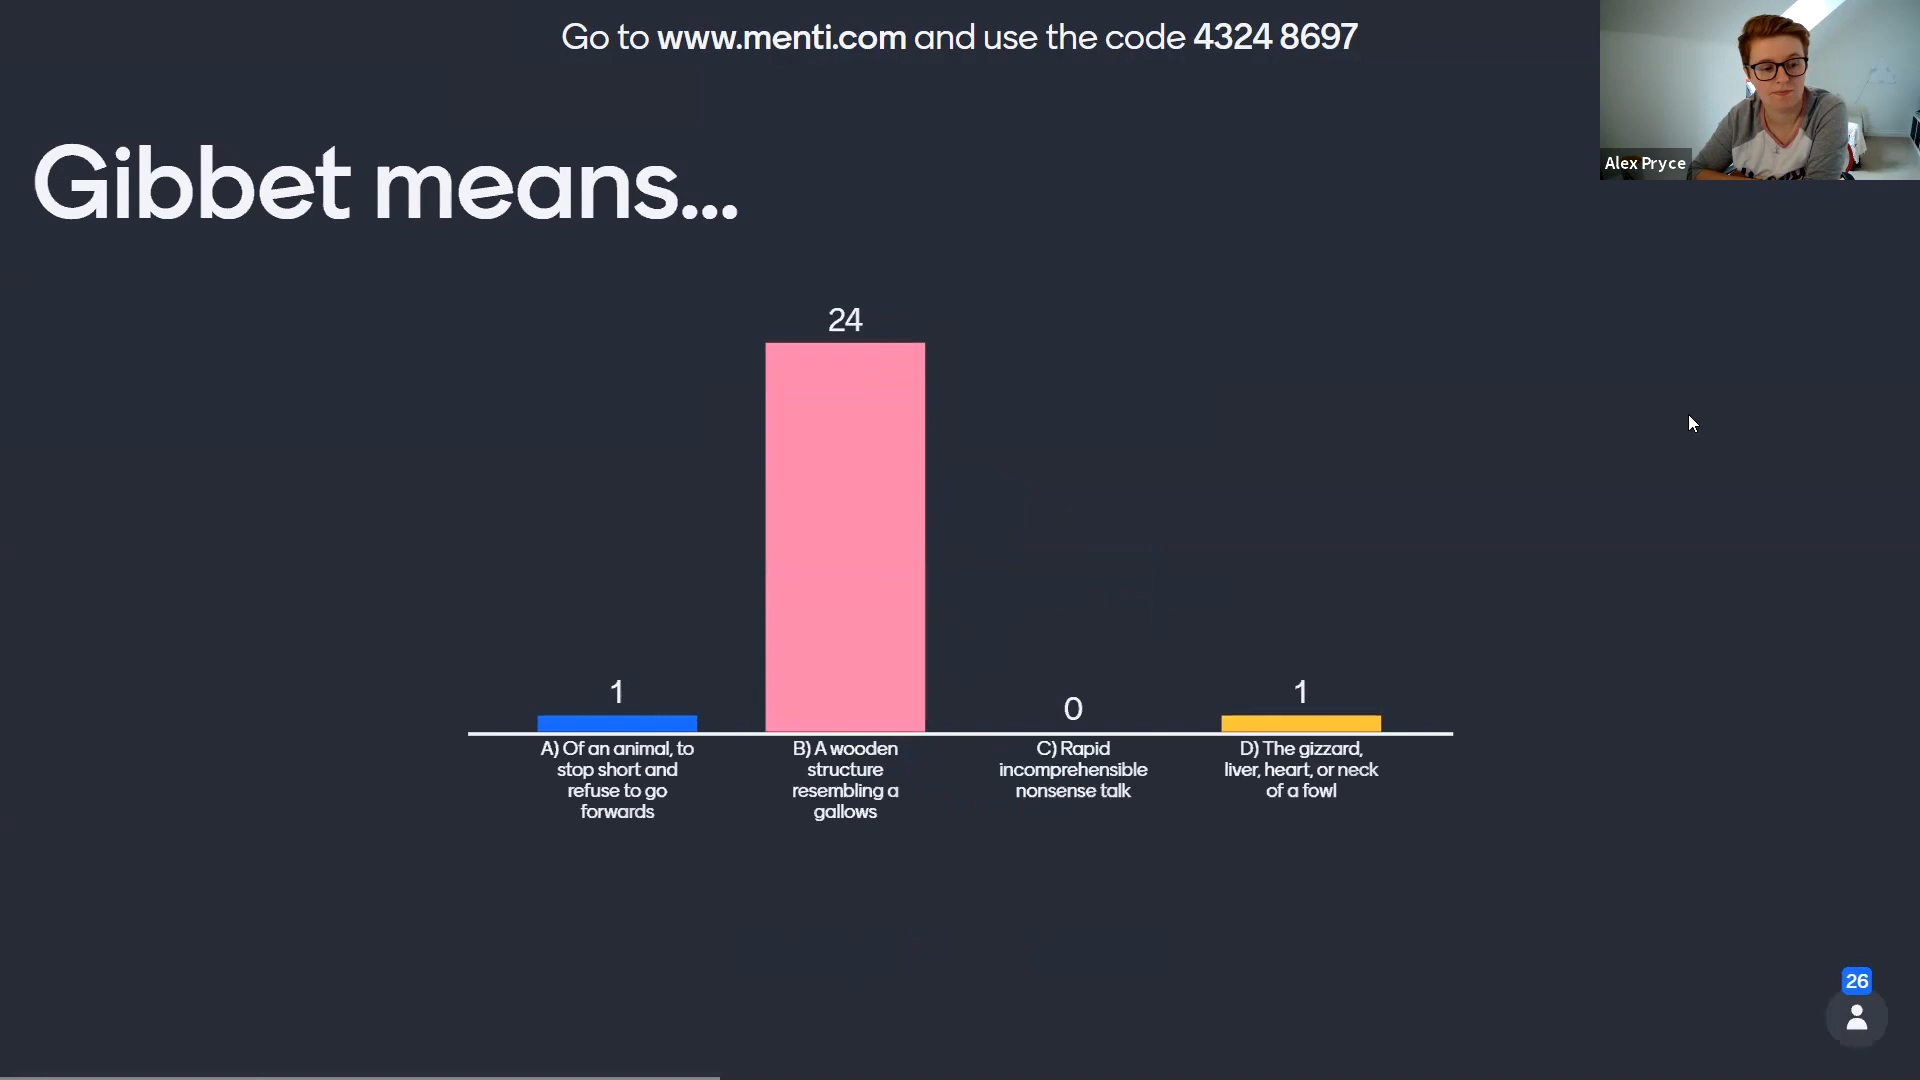 Go to www.menti.com and use the code 4324 8697
Alex Pryce
Gibbet means...
24
1
0
1
A) Of an animal, to
stop short and
refuse to go
forwards
B) A wooden
structure
resembling a
gallows
C) Rapid
incomprehensible
nonsense talk
D) The gizzard,
liver, heart, or neck
of a fowl
26